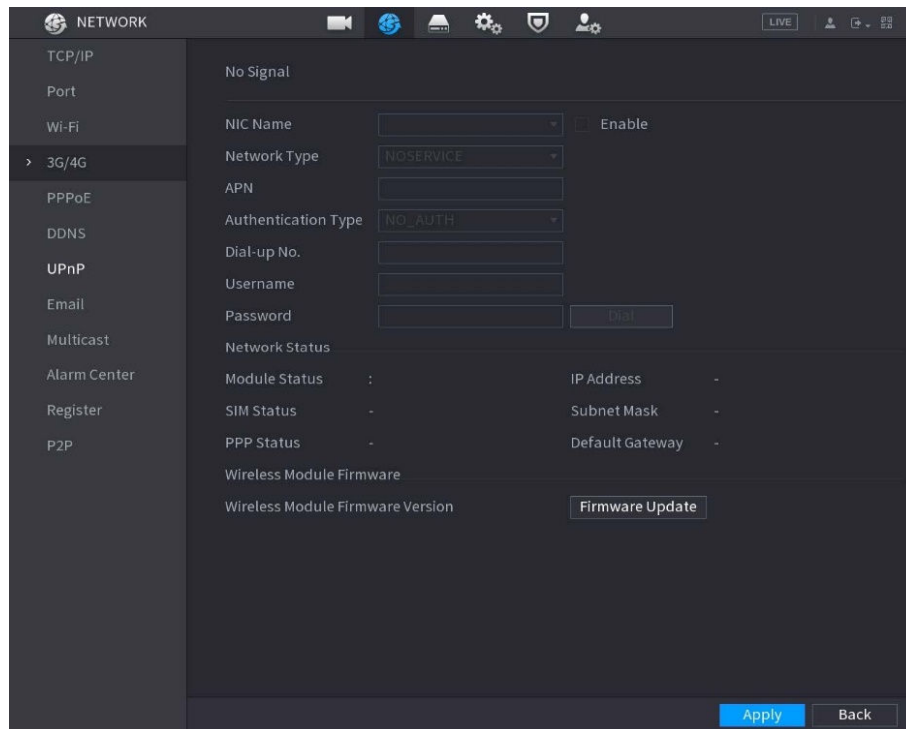 NETWORK
LIVE
TCP/IP
Port
Wi-Fi
3G/4G
PPPoE
DDNS
UPnP
Email
Multicast
Alarm Center
Register
P2P
No Signal
NIC Name Enable
Network Type NOSERVICE
APN
Authentication Type NO_AUTH
Dial-up No.
Username
Password Dial
Network Status
Module Status : IP Address -
SIM Status - Subnet Mask -
PPP Status - Default Gateway -
Wireless Module Firmware
Wireless Module Firmware Version Firmware Update
Apply Back